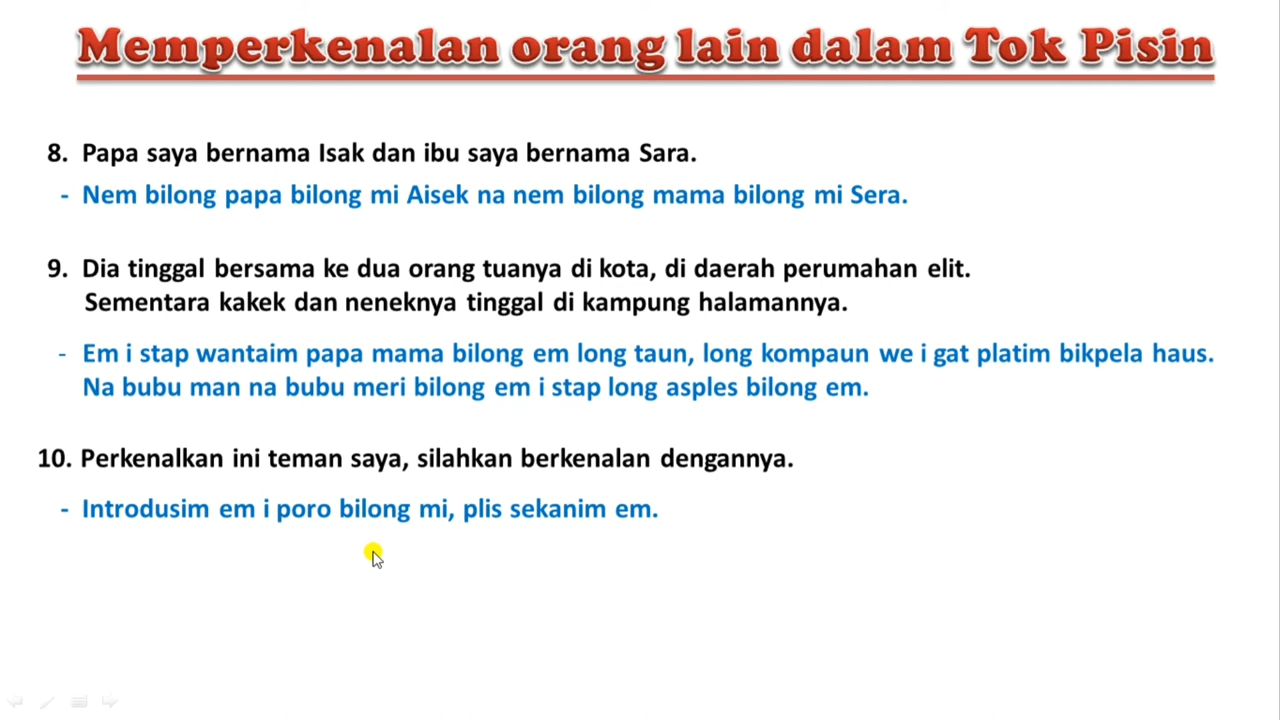 Memperkenalan orang lain dalam Tok Pisin
8. Papa saya bernama Isak dan ibu saya bernama Sara.
- Nem bilong papa bilong mi Aisek na nem bilong mama bilong mi Sera.
9. Dia tinggal bersama ke dua orang tuanya di kota, di daerah perumahan elit.
Sementara kakek dan neneknya tinggal di kampung halamannya.
- Em i stap wantaim papa mama bilong em long taun, long kompaun we i gat platim bikpela haus.
Na bubu man na bubu meri bilong em i stap long asples bilong em.
10. Perkenalkan ini teman saya, silahkan berkenalan dengannya.
- Introdusim em i poro bilong mi, plis sekanim em.